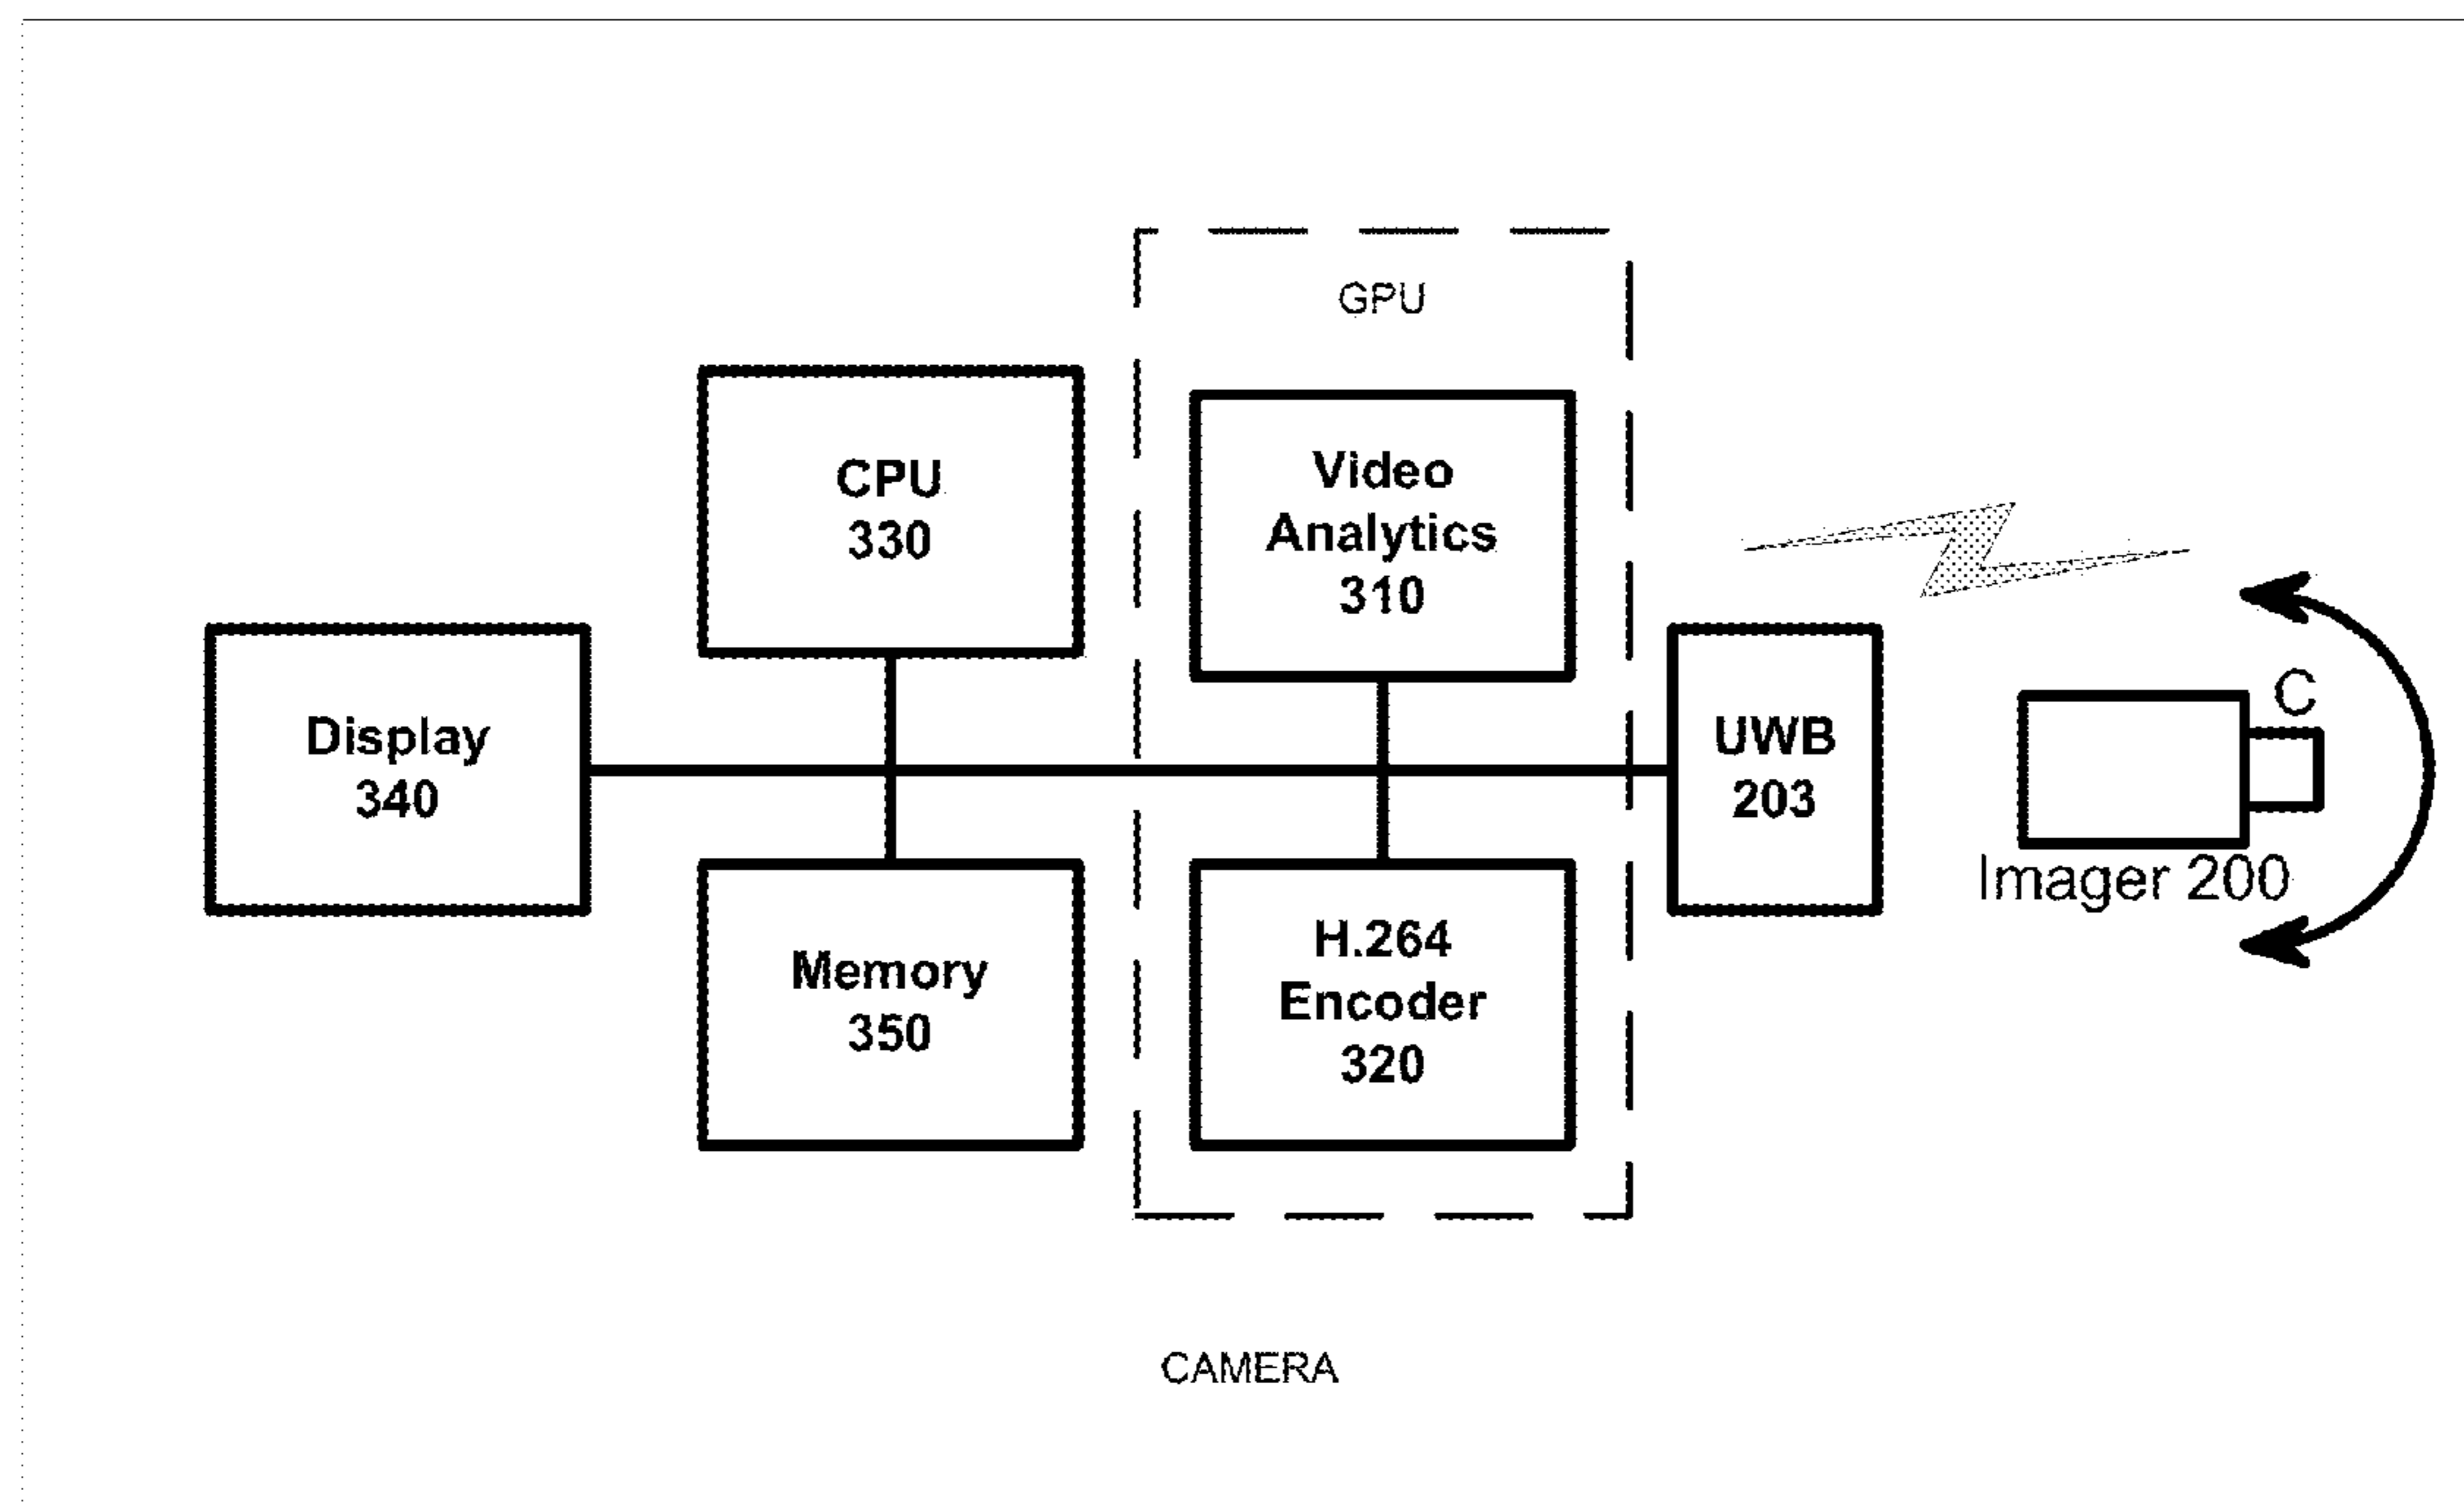 GPU
CPU
330
Video
Analytics
310
Display
340
UWB
203
C
Imager 200
Memory
350
H.264
Encoder
320
CAMERA